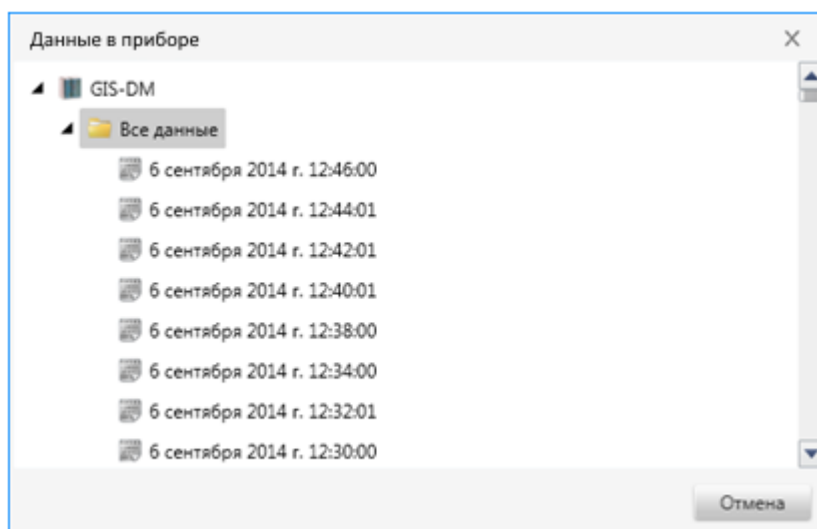 Данные в приборе
GIS-DM
Все данные
6 сентября 2014 г. 12:46:00
6 сентября 2014 г. 12:44:01
6 сентября 2014 г. 12:42:01
6 сентября 2014 г. 12:40:01
6 сентября 2014 г. 12:38:00
6 сентября 2014 г. 12:34:00
6 сентября 2014 г. 12:32:01
6 сентября 2014 г. 12:30:00
Отмена